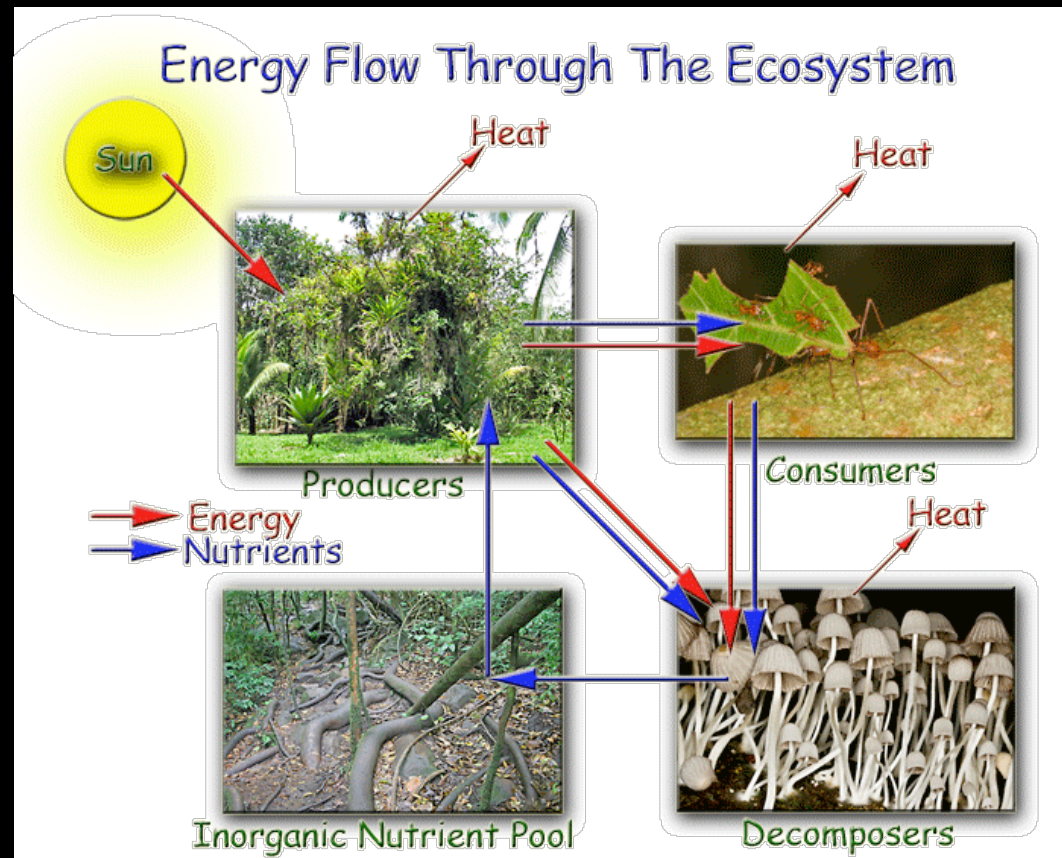 Energy Flow Through The Ecosystem
Sun
Heat
Heat
Producers
Consumers
Energy
Nutrients
Heat
Inorganic Nutrient Pool
Decomposers